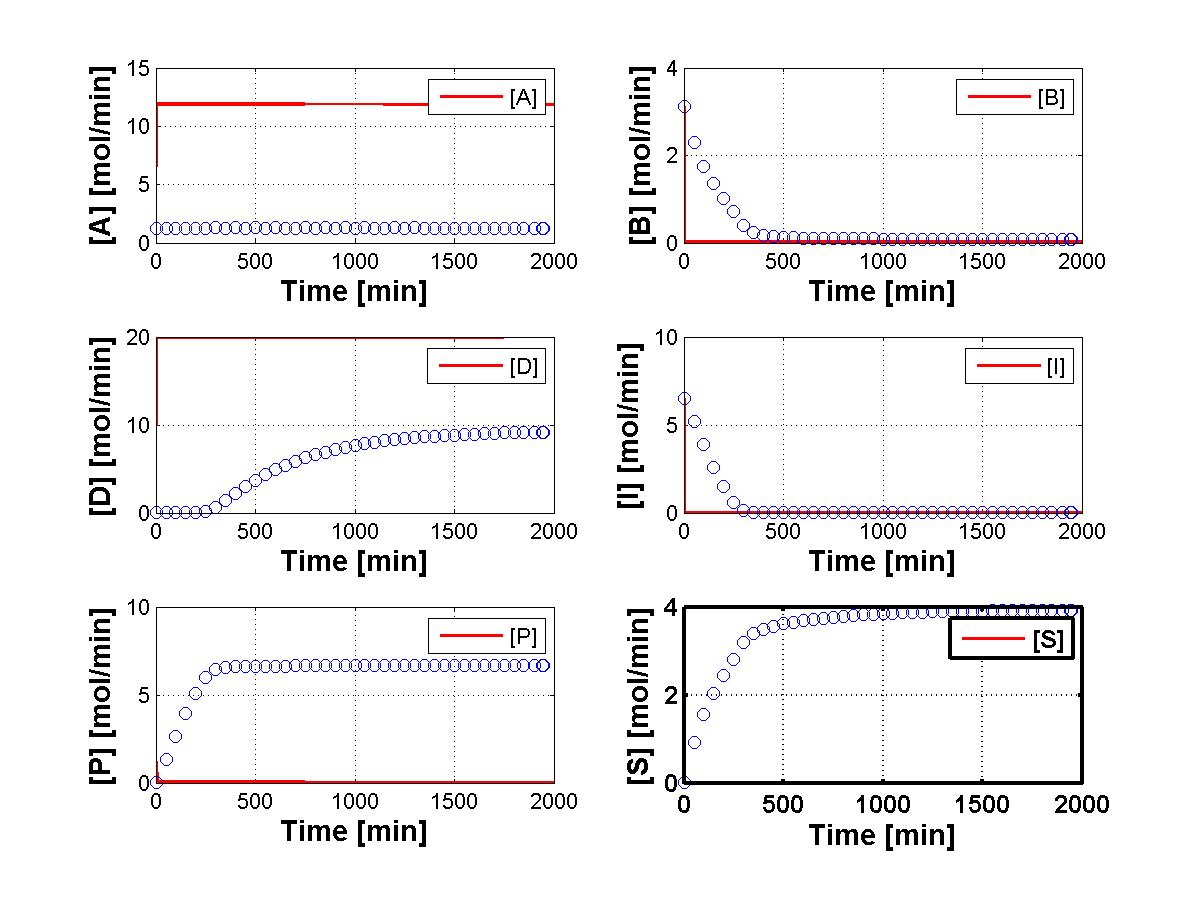 15
10
5
0
[A] [mol/min]
[A]
0 500 1000 1500 2000
Time [min]
4
2
0
[B] [mol/min]
[B]
0 500 1000 1500 2000
Time [min]
20
10
0
[D] [mol/min]
[D]
0 500 1000 1500 2000
Time [min]
10
5
0
[I] [mol/min]
[I]
0 500 1000 1500 2000
Time [min]
10
5
0
[P] [mol/min]
[P]
0 500 1000 1500 2000
Time [min]
4
2
0
[S] [mol/min]
[S]
0 500 1000 1500 2000
Time [min]